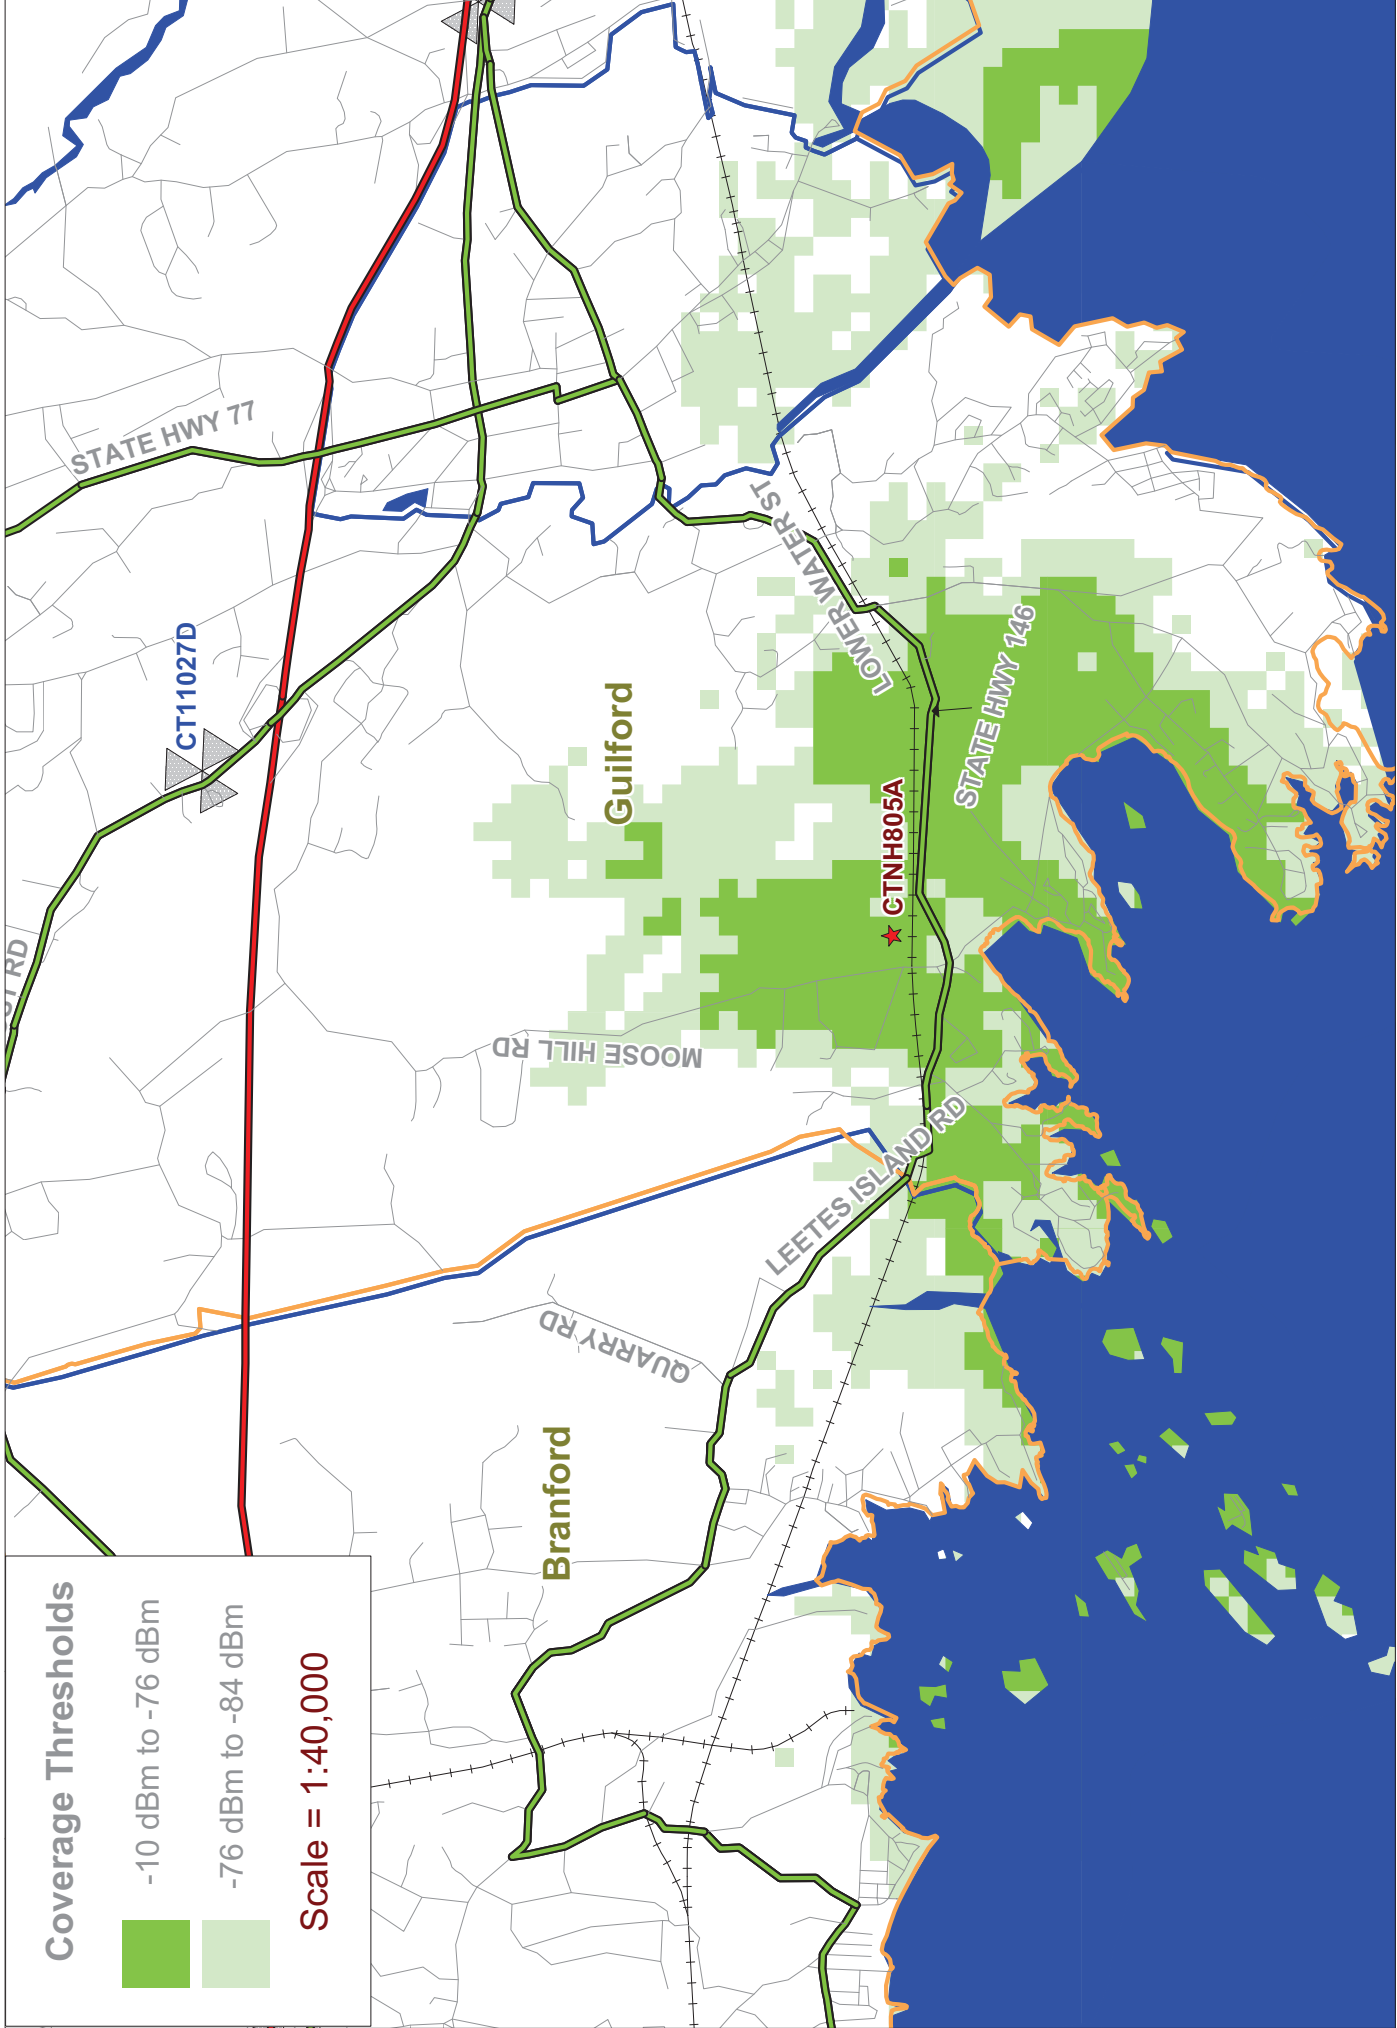 Coverage Thresholds
-10 dBm to -76 dBm
-76 dBm to -84 dBm
Scale = 1:40,000
STATE HWY 77
CT11027D
RD
Guilford
LOWER WATER ST
STATE HWY 146
CTNH805A
MOOSE HILL RD
LEETES ISLAND RD
QUARRY RD
Branford